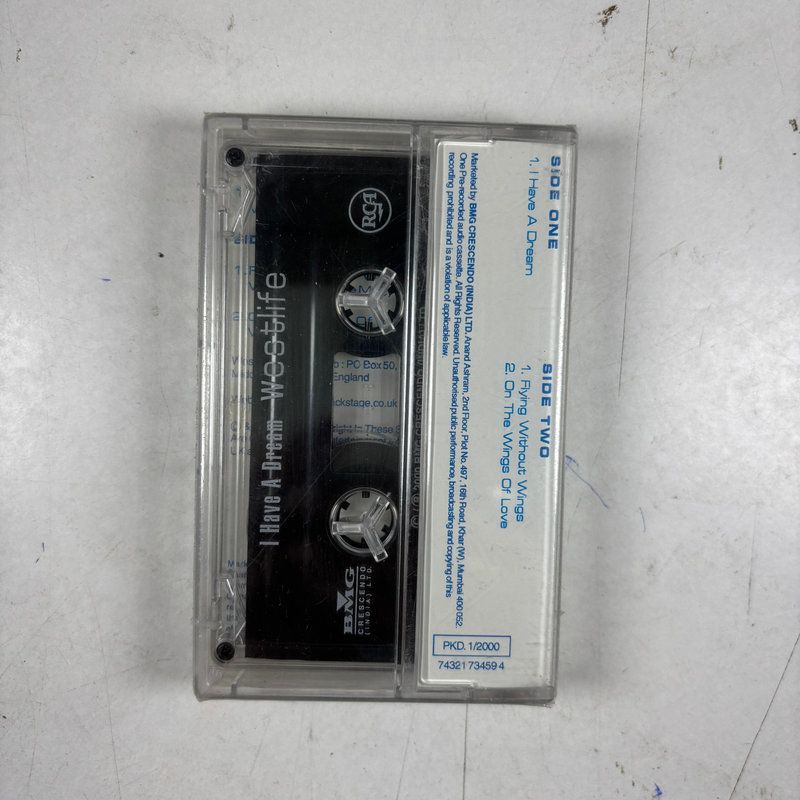 SIDE ONE
1. I Have A Dream
SIDE TWO
1. Flying Without Wings
2. On The Wings Of Love
Marketed by BMG CRESCENDO (INDIA) LTD. Anand Ashram, 2nd Floor, Plot No. 497, 16th Road, Khar (W), Mumbai 400 052.
One Pre-recorded audio cassette. All Rights Reserved. Unauthorised public performance, broadcasting and copying of this
recording prohibited and is a violation of applicable law.
PKD. 1/2000
74321 73459 4
RCA
I Have A Dream Westlife
BMG
CRESCENDO
(INDIA) LTD.
PC Box 50,
England
ckstage.co.uk